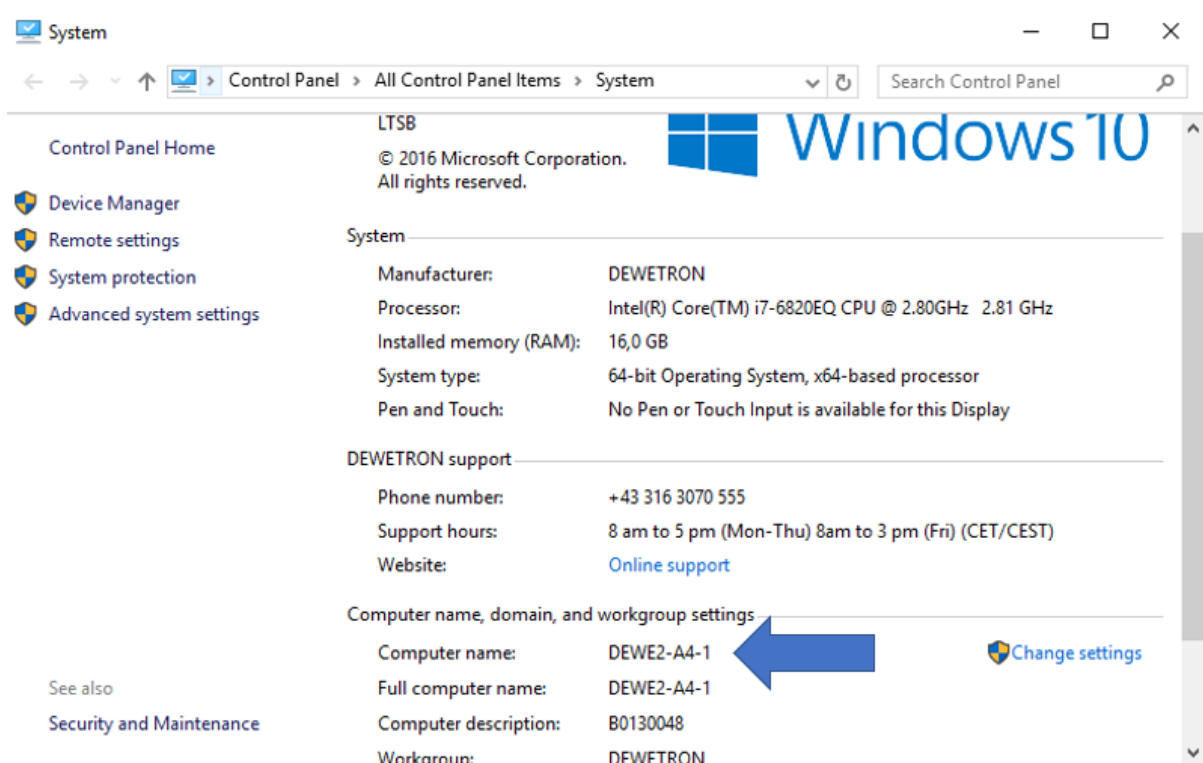 System
Control Panel > All Control Panel Items > System
Search Control Panel
Control Panel Home
Device Manager
Remote settings
System protection
Advanced system settings
See also
Security and Maintenance
LTSB
© 2016 Microsoft Corporation.
All rights reserved.
Windows 10
System
Manufacturer: DEWETRON
Processor: Intel(R) Core(TM) i7-6820EQ CPU @ 2.80GHz 2.81 GHz
Installed memory (RAM): 16,0 GB
System type: 64-bit Operating System, x64-based processor
Pen and Touch: No Pen or Touch Input is available for this Display
DEWETRON support
Phone number: +43 316 3070 555
Support hours: 8 am to 5 pm (Mon-Thu) 8am to 3 pm (Fri) (CET/CEST)
Website: Online support
Computer name, domain, and workgroup settings
Computer name: DEWE2-A4-1 Change settings
Full computer name: DEWE2-A4-1
Computer description: B0130048
Workgroup: DEWETRON